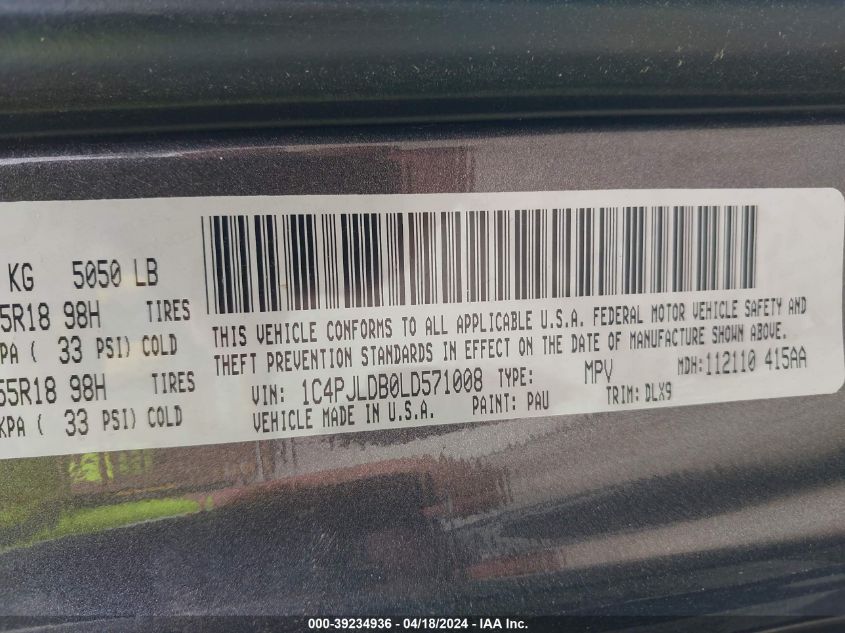 KG 5050 LB
5R18 98H TIRES
KPA ( 33 PSI) COLD
55R18 98H
KPA ( 33 PSI) COLD
THIS VEHICLE CONFORMS TO ALL APPLICABLE U.S.A. FEDERAL MOTOR VEHICLE SAFETY AND
THEFT PREVENTION STANDARDS IN EFFECT ON THE DATE OF MANUFACTURE SHOWN ABOVE.
VIN: 1C4PJLDB0LD571008 TYPE: MPV MDH:112110 415AA
VEHICLE MADE IN U.S.A. PAINT: PAU TRIM: DLX9
TIRES
000-39234936 - 04/18/2024 - IAA Inc.